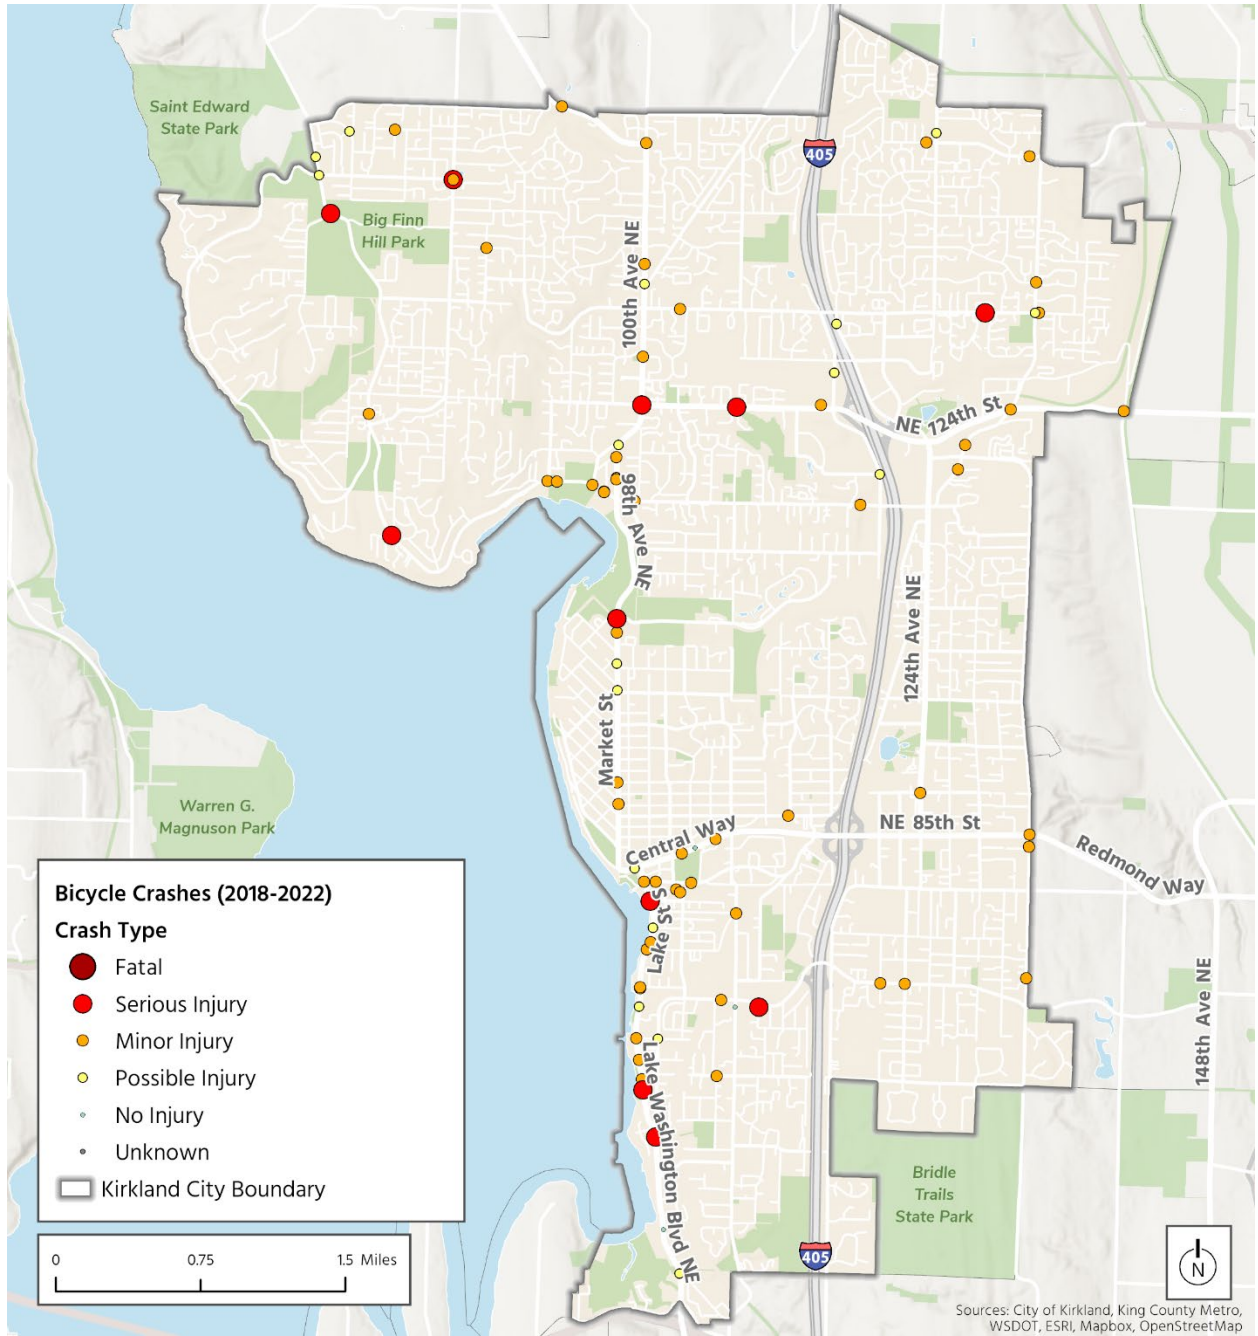 Saint Edward
State Park
405
Big Finn
Hill Park
100th Ave NE
NE 124th St
98th Ave NE
124th Ave NE
Market St
Warren G.
Magnuson Park
Central Way
NE 85th St
Redmond Way
Lake St S
148th Ave NE
Lake Washington Blvd NE
Bridle
Trails
State Park
405
Bicycle Crashes (2018-2022)
Crash Type
Fatal
Serious Injury
Minor Injury
Possible Injury
No Injury
Unknown
Kirkland City Boundary
0 0.75 1.5 Miles
N
Sources: City of Kirkland, King County Metro,
WSDOT, ESRI, Mapbox, OpenStreetMap